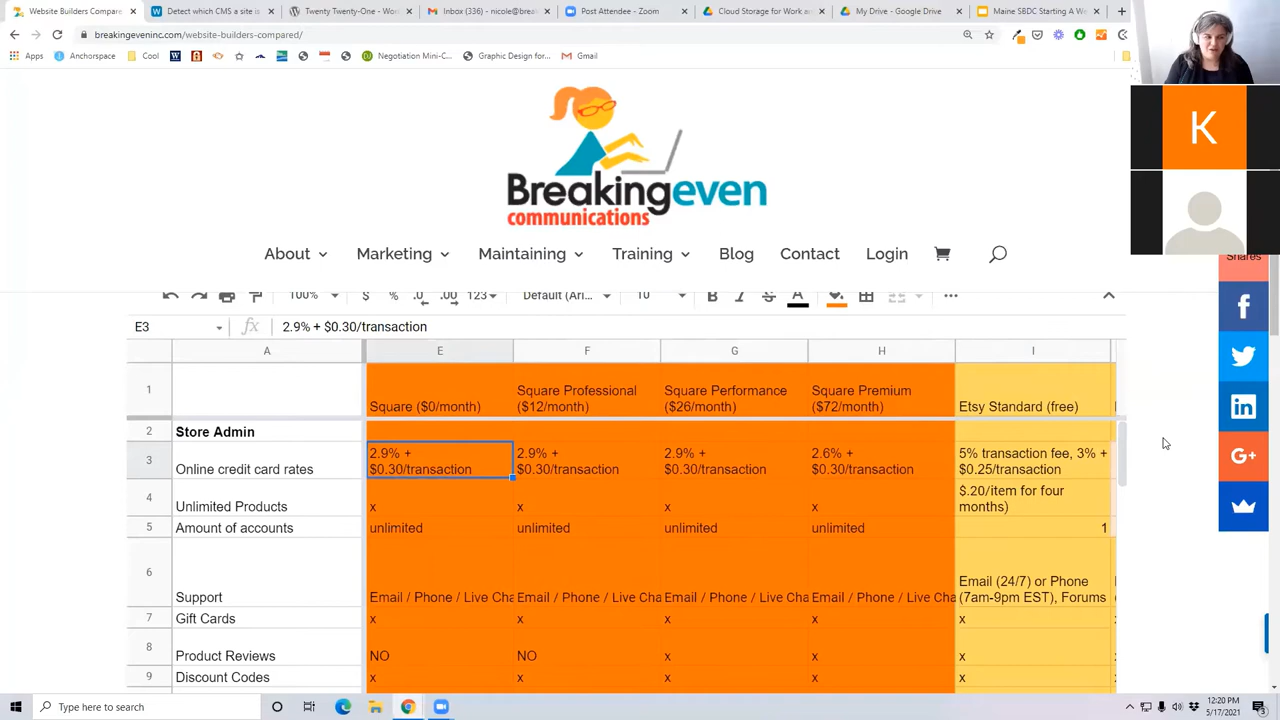 Website Builders Compared
Detect which CMS a site is
Twenty Twenty-One - Wor
Inbox (336) - nicole@break
Post Attendee - Zoom
Cloud Storage for Work a
My Drive - Google Drive
Maine SBDC Starting A W
breakingeveninc.com/website-builders-compared/
Apps
Anchorspace
Cool
Negotiation Mini-C...
Graphic Design for...
Gmail
K
Breakingeven
communications
About
Marketing
Maintaining
Training
Blog
Contact
Login
Shares
100%
$
%
.0
.00
123
Default (Ari...
10
B
I
S
A
E3
fx
2.9% + $0.30/transaction
A
E
F
G
H
I
1
Square ($0/month)
Square Professional
($12/month)
Square Performance
($26/month)
Square Premium
($72/month)
Etsy Standard (free)
2
Store Admin
3
Online credit card rates
2.9% +
$0.30/transaction
2.9% +
$0.30/transaction
2.9% +
$0.30/transaction
2.6% +
$0.30/transaction
5% transaction fee, 3% +
$0.25/transaction
4
Unlimited Products
x
x
x
x
$.20/item for four
months)
5
Amount of accounts
unlimited
unlimited
unlimited
unlimited
1
6
Support
Email / Phone / Live Cha
Email / Phone / Live Cha
Email / Phone / Live Cha
Email / Phone / Live Cha
Email (24/7) or Phone
(7am-9pm EST), Forums
7
Gift Cards
x
x
x
x
x
8
Product Reviews
NO
NO
x
x
x
9
Discount Codes
x
x
x
x
x
Type here to search
12:20 PM
5/17/2021